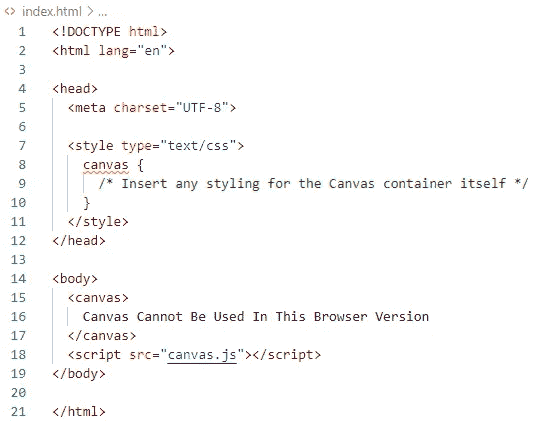 <> index.html > ...
1 <!DOCTYPE html>
2 <html lang="en">
3
4 <head>
5 <meta charset="UTF-8">
6
7 <style type="text/css">
8 canvas {
9 /* Insert any styling for the Canvas container itself */
10 }
11 </style>
12 </head>
13
14 <body>
15 <canvas>
16 Canvas Cannot Be Used In This Browser Version
17 </canvas>
18 <script src="canvas.js"></script>
19 </body>
20
21 </html>